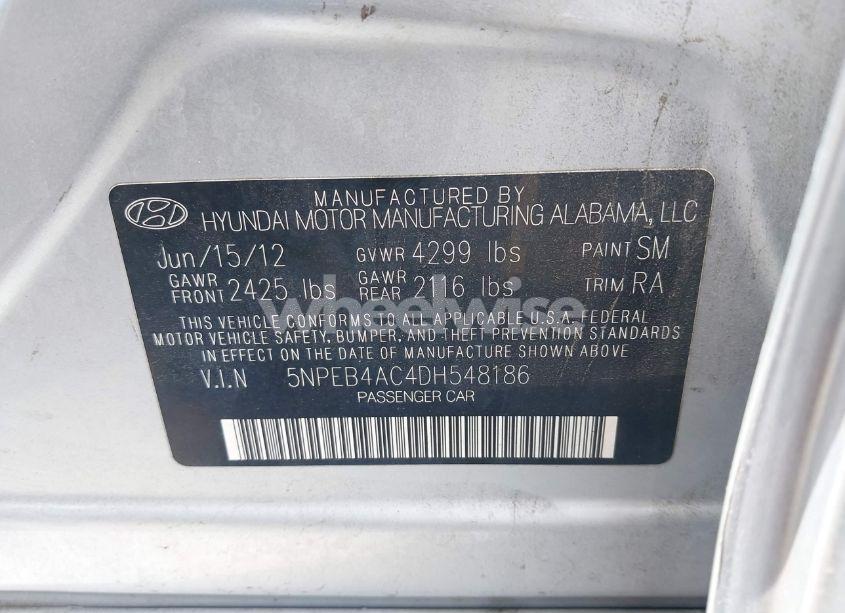 MANUFACTURED BY
HYUNDAI MOTOR MANUFACTURING ALABAMA, LLC
Jun/15/12 GVWR 4299 lbs PAINT SM
GAWR FRONT 2425 lbs GAWR REAR 2116 lbs TRIM RA
wheelwise
THIS VEHICLE CONFORMS TO ALL APPLICABLE U.S.A. FEDERAL
MOTOR VEHICLE SAFETY, BUMPER, AND THEFT PREVENTION STANDARDS
IN EFFECT ON THE DATE OF MANUFACTURE SHOWN ABOVE
V.I.N 5NPEB4AC4DH548186
PASSENGER CAR